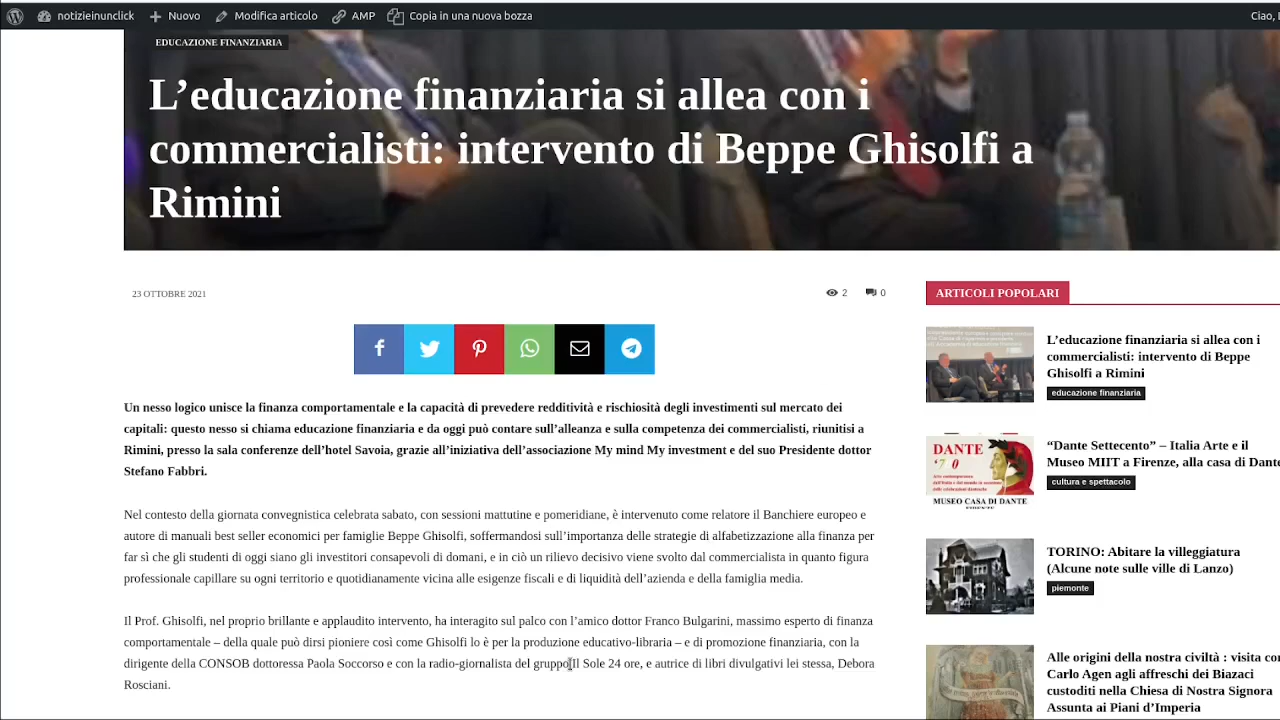 notizieinunclick
Nuovo
Modifica articolo
AMP
Copia in una nuova bozza
Ciao, i
EDUCAZIONE FINANZIARIA
L’educazione finanziaria si allea con i
commercialisti: intervento di Beppe Ghisolfi a
Rimini
23 OTTOBRE 2021
2
0
Un nesso logico unisce la finanza comportamentale e la capacità di prevedere redditività e rischiosità degli investimenti sul mercato dei
capitali: questo nesso si chiama educazione finanziaria e da oggi può contare sull’alleanza e sulla competenza dei commercialisti, riunitisi a
Rimini, presso la sala conferenze dell’hotel Savoia, grazie all’iniziativa dell’associazione My mind My investment e del suo Presidente dottor
Stefano Fabbri.
Nel contesto della giornata convegnistica celebrata sabato, con sessioni mattutine e pomeridiane, è intervenuto come relatore il Banchiere europeo e
autore di manuali best seller economici per famiglie Beppe Ghisolfi, soffermandosi sull’importanza delle strategie di alfabetizzazione alla finanza per
far sì che gli studenti di oggi siano gli investitori consapevoli di domani, e in ciò un rilievo decisivo viene svolto dal commercialista in quanto figura
professionale capillare su ogni territorio e quotidianamente vicina alle esigenze fiscali e di liquidità dell’azienda e della famiglia media.
Il Prof. Ghisolfi, nel proprio brillante e applaudito intervento, ha interagito sul palco con l’amico dottor Franco Bulgarini, massimo esperto di finanza
comportamentale – della quale può dirsi pioniere così come Ghisolfi lo è per la produzione educativo-libraria – e di promozione finanziaria, con la
dirigente della CONSOB dottoressa Paola Soccorso e con la radio-giornalista del gruppo Il Sole 24 ore, e autrice di libri divulgativi lei stessa, Debora
Rosciani.
ARTICOLI POPOLARI
L’educazione finanziaria si allea con i
commercialisti: intervento di Beppe
Ghisolfi a Rimini
educazione finanziaria
DANTE
‘7 0
MUSEO CASA DI DANTE
“Dante Settecento” – Italia Arte e il
Museo MIIT a Firenze, alla casa di Dante
cultura e spettacolo
TORINO: Abitare la villeggiatura
(Alcune note sulle ville di Lanzo)
piemonte
Alle origini della nostra civiltà : visita con
Carlo Agen agli affreschi dei Biazaci
custoditi nella Chiesa di Nostra Signora
Assunta ai Piani d’Imperia